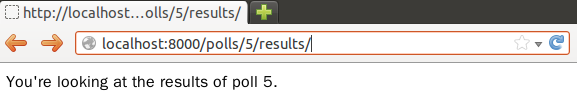 http://localhost...olls/5/results/
localhost:8000/polls/5/results/
You're looking at the results of poll 5.